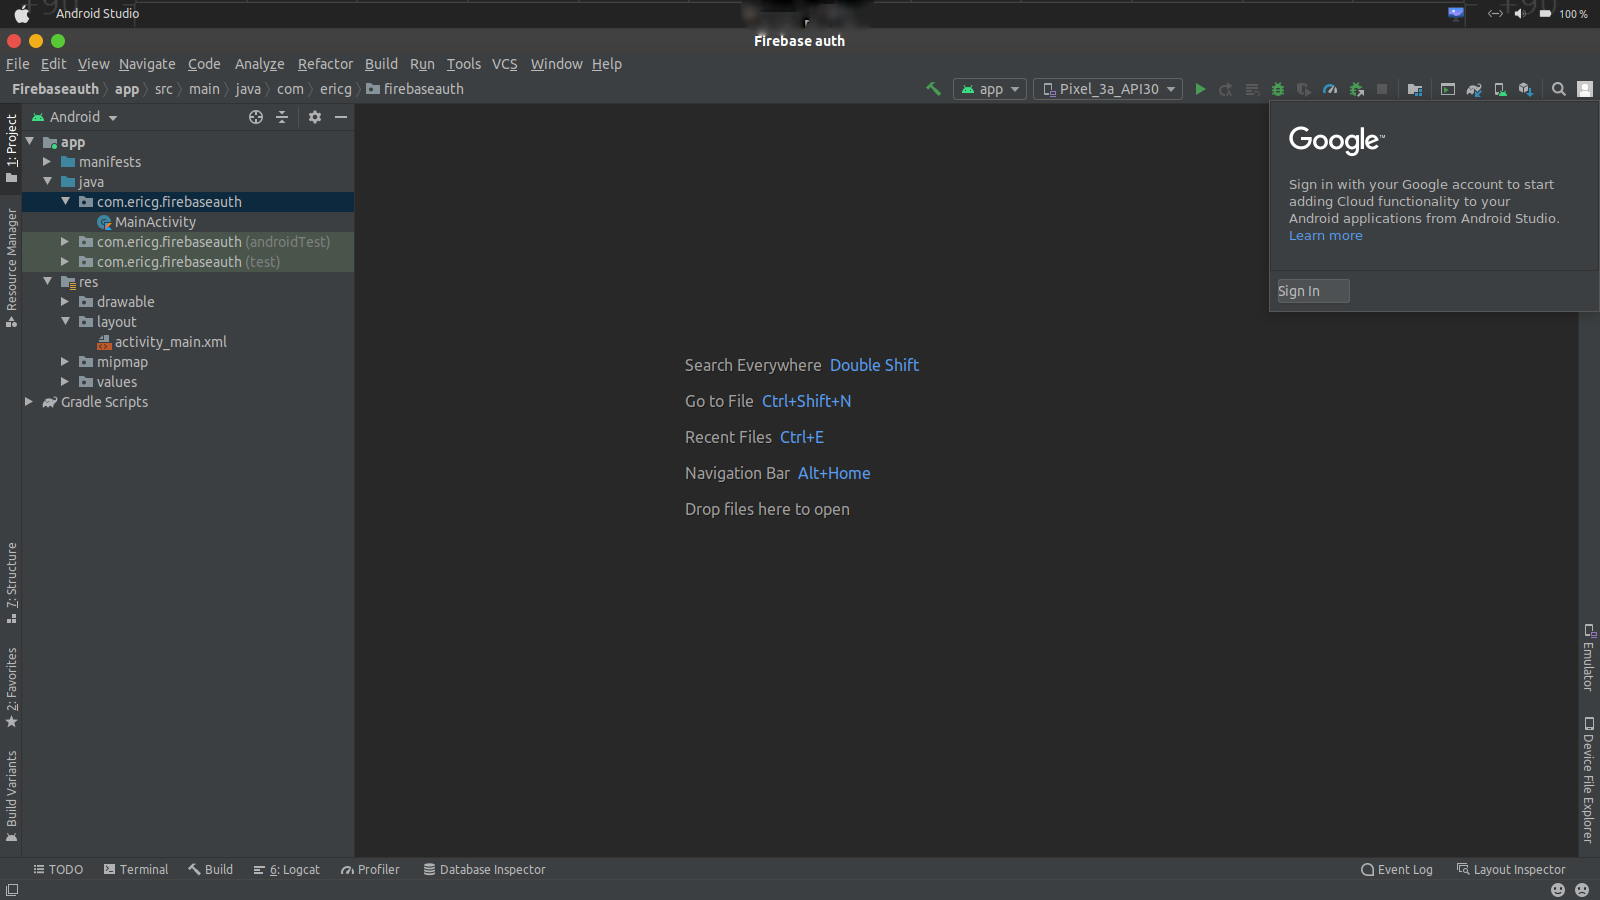 Android Studio
100 %
Firebase auth
File Edit View Navigate Code Analyze Refactor Build Run Tools VCS Window Help
Firebaseauth app src main java com ericg firebaseauth
app
Pixel_3a_API30
1: Project
Resource Manager
7: Structure
2: Favorites
Build Variants
Android
app
manifests
java
com.ericg.firebaseauth
MainActivity
com.ericg.firebaseauth (androidTest)
com.ericg.firebaseauth (test)
res
drawable
layout
activity_main.xml
mipmap
values
Gradle Scripts
Search Everywhere Double Shift
Go to File Ctrl+Shift+N
Recent Files Ctrl+E
Navigation Bar Alt+Home
Drop files here to open
Google™
Sign in with your Google account to start
adding Cloud functionality to your
Android applications from Android Studio.
Learn more
Sign In
Emulator
Device File Explorer
TODO Terminal Build 6: Logcat Profiler Database Inspector Event Log Layout Inspector